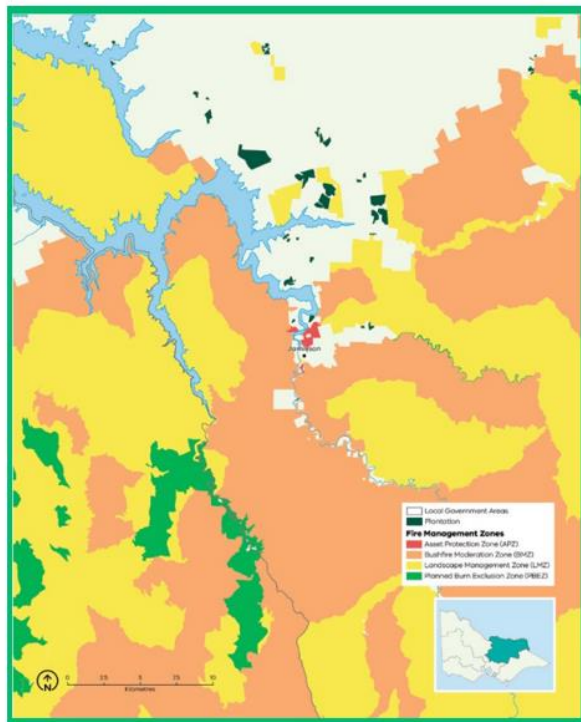 Jamieson
Local Government Areas
Plantation
Fire Management Zones
Asset Protection Zone (APZ)
Bushfire Moderation Zone (BMZ)
Landscape Management Zone (LMZ)
Planned Burn Exclusion Zone (PBEZ)
N
0 2.5 5 7.5 10
Kilometres